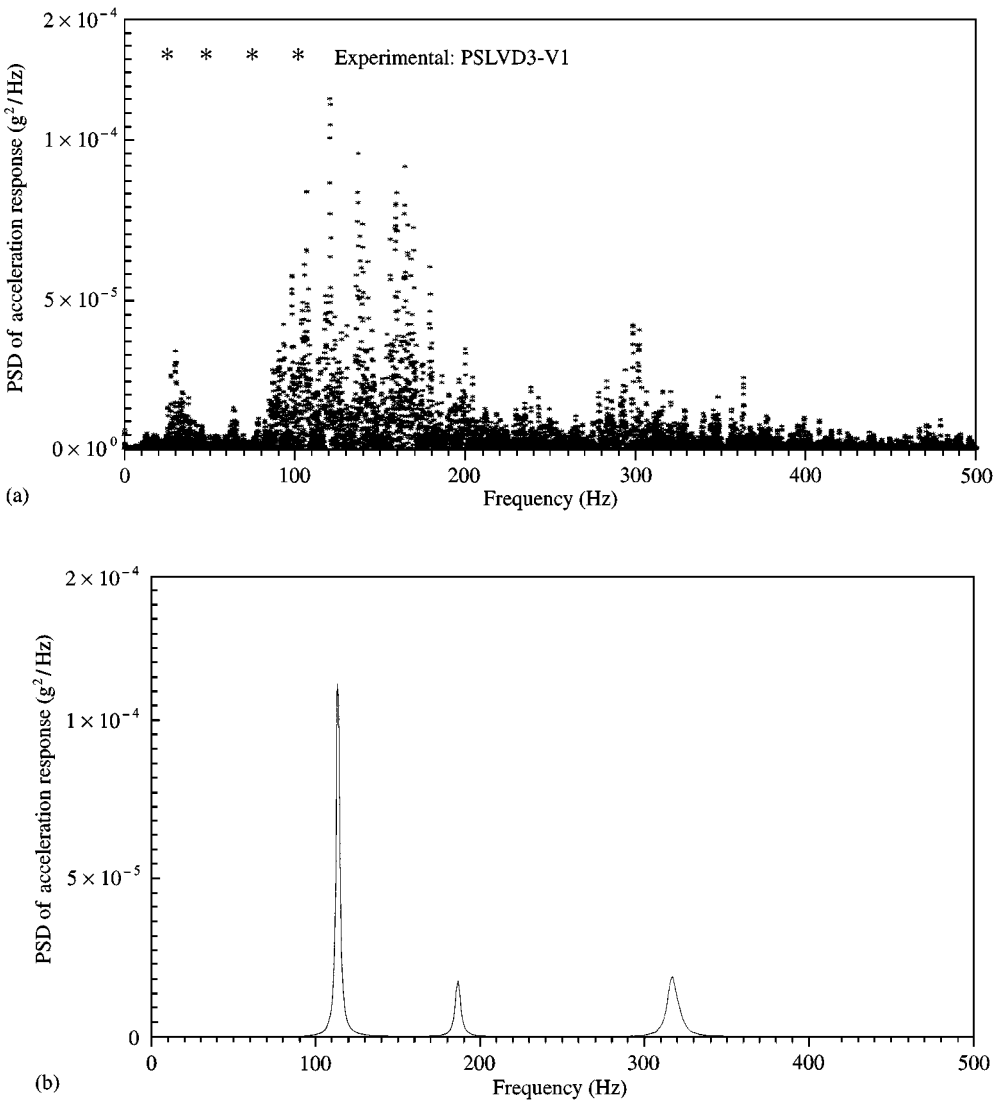 PSD of acceleration response (g²/Hz)
2 × 10⁻⁴
1 × 10⁻⁴
5 × 10⁻⁵
0 × 10⁰
* * * * Experimental: PSLVD3-V1
0 100 200 300 400 500
Frequency (Hz)
(a)
PSD of acceleration response (g²/Hz)
2 × 10⁻⁴
1 × 10⁻⁴
5 × 10⁻⁵
0
0 100 200 300 400 500
Frequency (Hz)
(b)